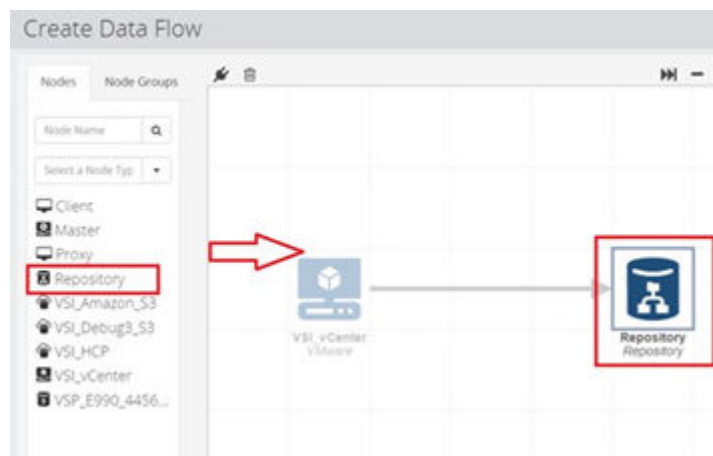 Create Data Flow
Nodes
Node Groups
Node Name
Select a Node Typ
Client
Master
Proxy
Repository
VSI_Amazon_S3
VSI_Debug3_S3
VSI_HCP
VSI_vCenter
VSP_E990_4456...
VSI_vCenter
VMware
Repository
Repository